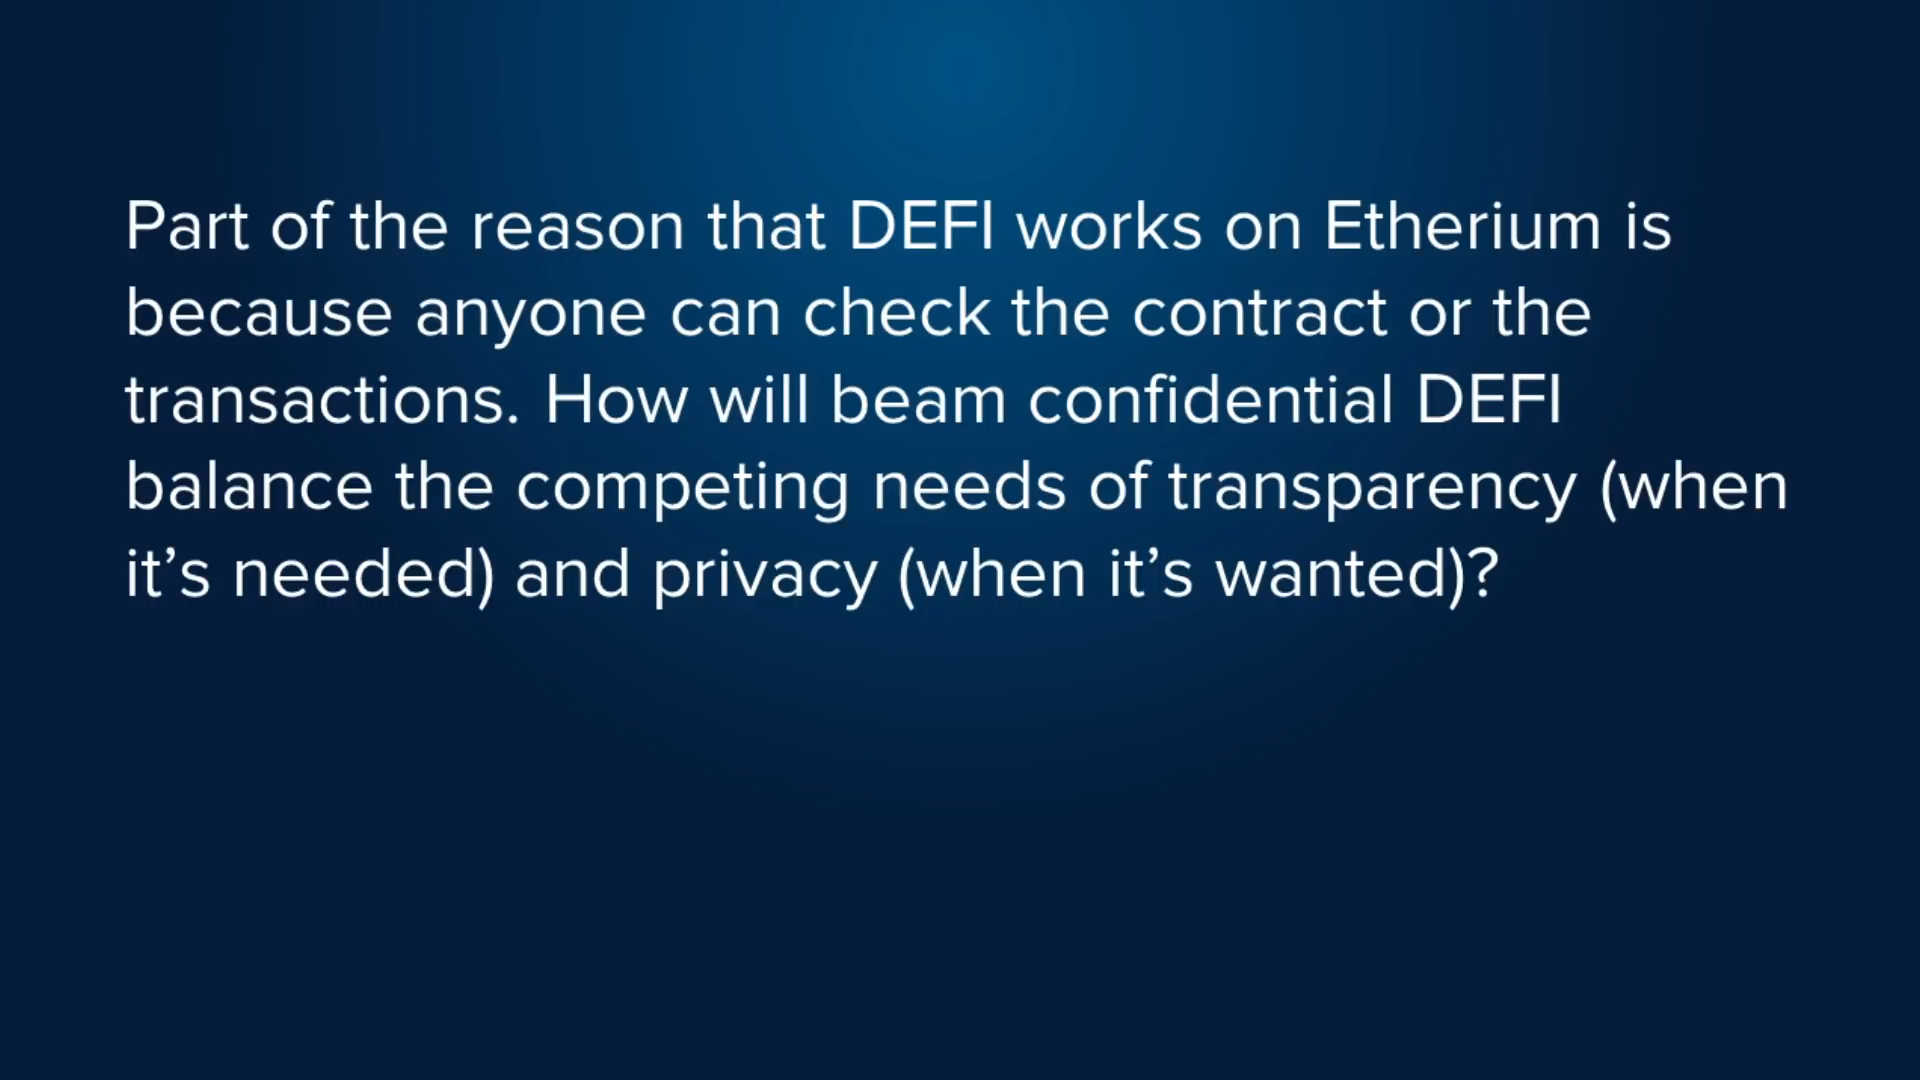 Part of the reason that DEFI works on Etherium is
because anyone can check the contract or the
transactions. How will beam confidential DEFI
balance the competing needs of transparency (when
it’s needed) and privacy (when it’s wanted)?